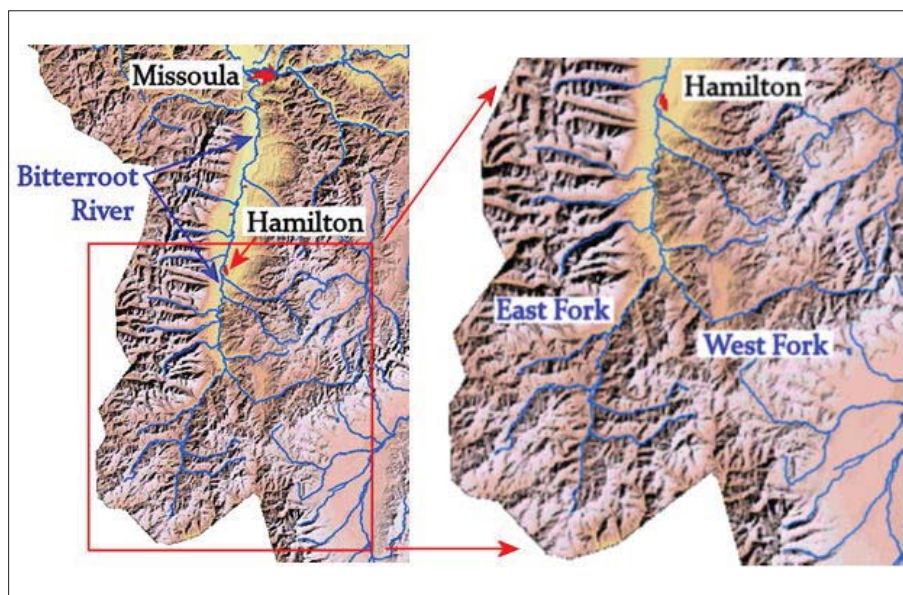 Missoula
Bitterroot
River
Hamilton
Hamilton
East Fork
West Fork